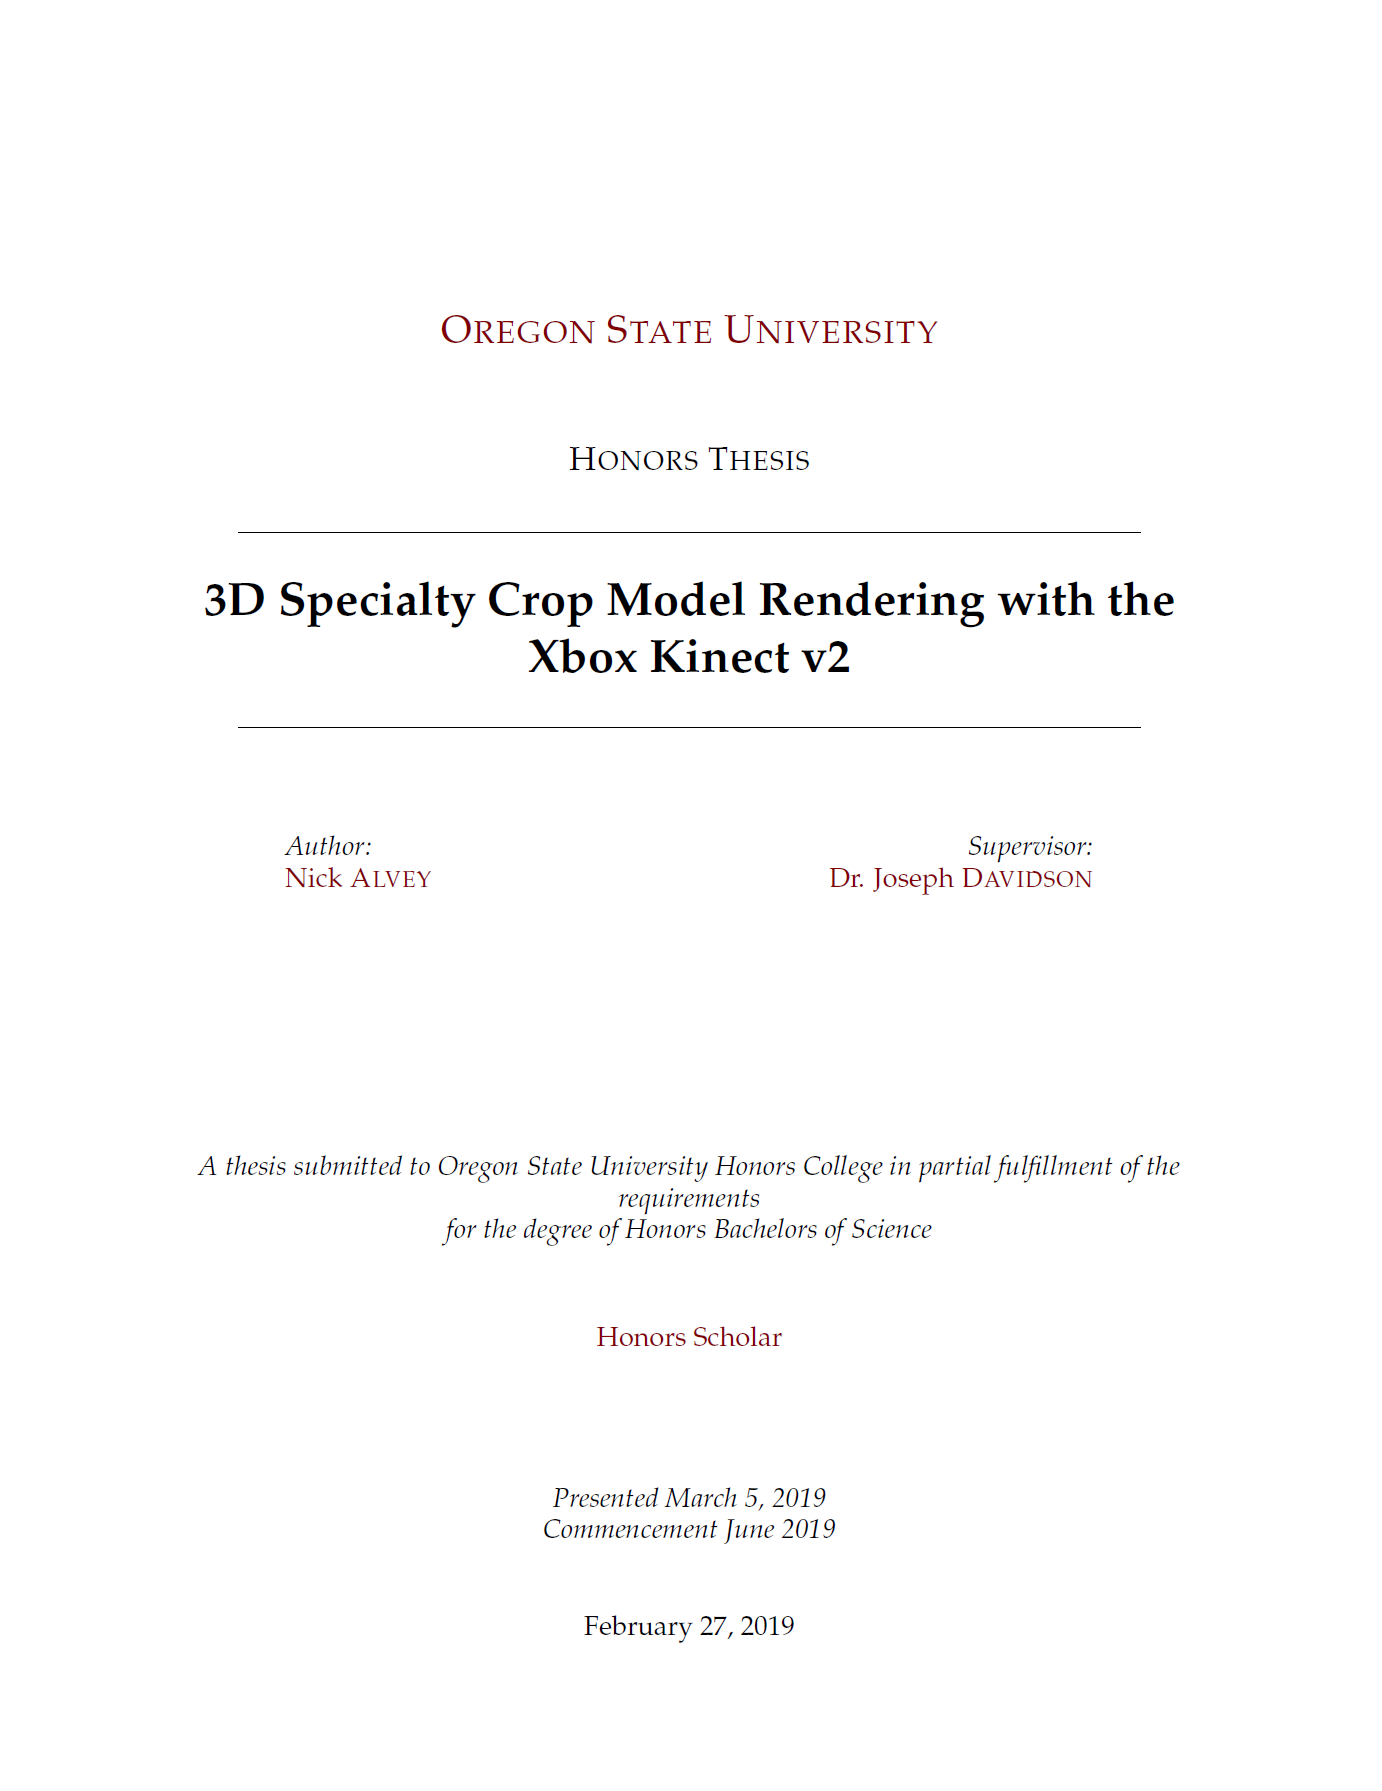 OREGON STATE UNIVERSITY
HONORS THESIS
3D Specialty Crop Model Rendering with the
Xbox Kinect v2
Author:
Nick ALVEY
Supervisor:
Dr. Joseph DAVIDSON
A thesis submitted to Oregon State University Honors College in partial fulfillment of the
requirements
for the degree of Honors Bachelors of Science
Honors Scholar
Presented March 5, 2019
Commencement June 2019
February 27, 2019